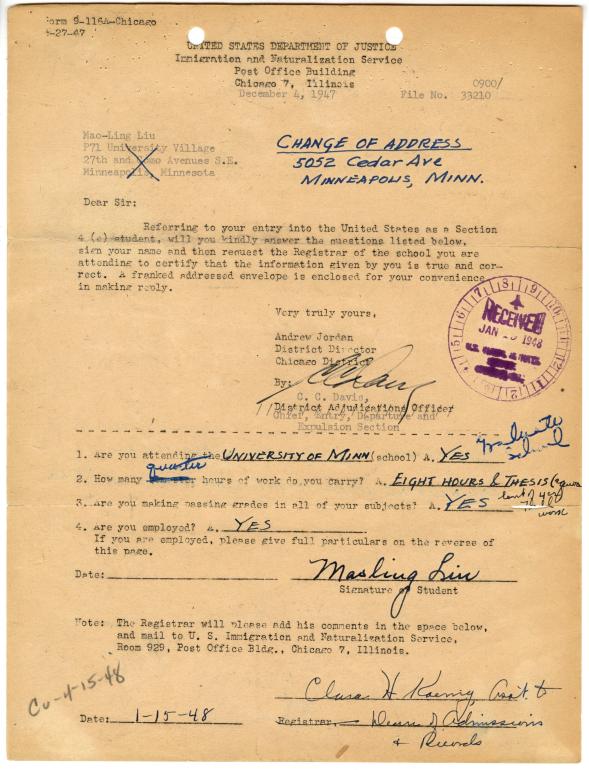 Form 9-116A-Chicago
-27-47
UNITED STATES DEPARTMENT OF JUSTICE
Immigration and Naturalization Service
Post Office Building
Chicago 7, Illinois
December 4, 1947
0900/
File No. 33210
Mao-Ling Liu
P71 University Village
27th and Como Avenues S.E.
Minneapolis, Minnesota
CHANGE OF ADDRESS
5052 Cedar Ave
MINNEAPOLIS, MINN.
Dear Sir:
Referring to your entry into the United States as a Section
4 (e) student, will you kindly answer the questions listed below,
sign your name and then request the Registrar of the school you are
attending to certify that the information given by you is true and cor-
rect. A franked addressed envelope is enclosed for your convenience
in making reply.
Very truly yours,
Andrew Jordan
District Director
Chicago District
By:
C. C. Davis,
District Adjudications Officer
Chief, Entry, Departure and
Expulsion Section
RECEIVED
JAN 1948
1. Are you attending the UNIVERSITY OF MINN (school) A. YES Graduate school
2. How many quarter hours of work do you carry? A. EIGHT HOURS & THESIS
3. Are you making passing grades in all of your subjects? A. YES
work
4. Are you employed? A. YES
If you are employed, please give full particulars on the reverse of
this page.
Date:
Maoling Liu
Signature of Student
Note: The Registrar will please add his comments in the space below,
and mail to U. S. Immigration and Naturalization Service,
Room 929, Post Office Bldg., Chicago 7, Illinois.
Cu-4-15-48
Clara H Koenig, Asst. to
Date: 1-15-48 Registrar. Dean of Admissions
& Records